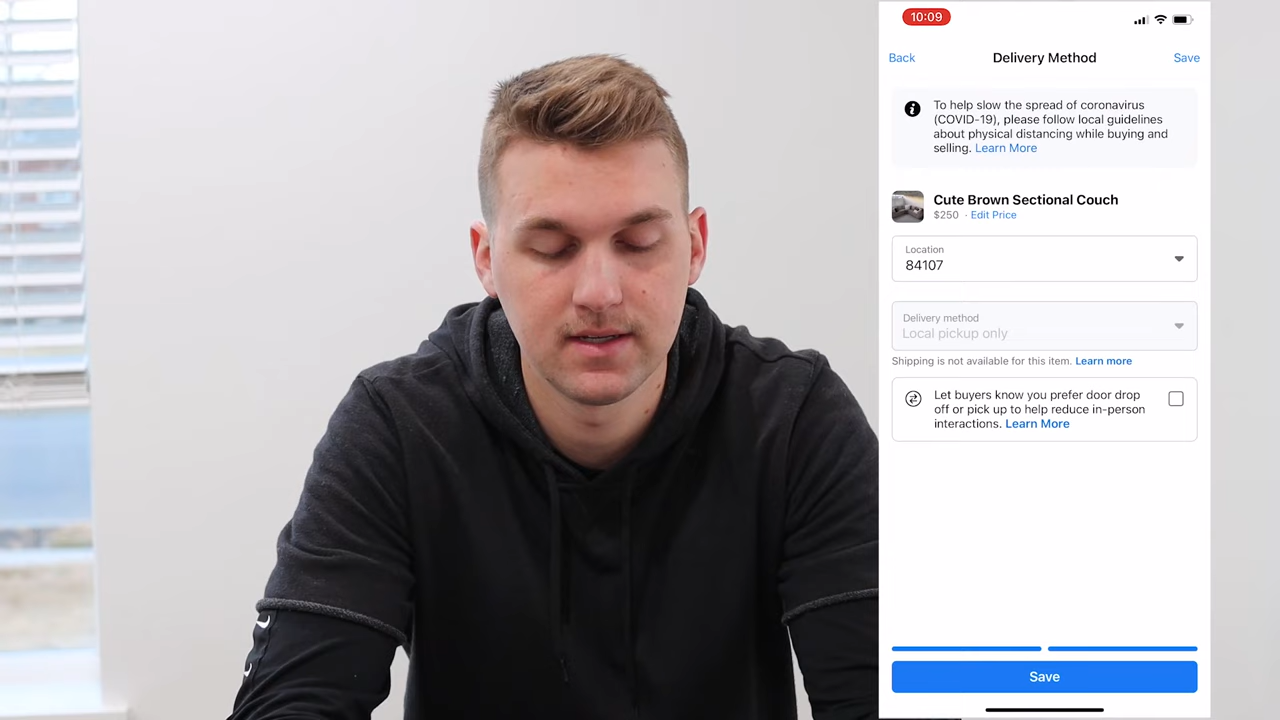 10:09
Back
Delivery Method
Save
To help slow the spread of coronavirus
(COVID-19), please follow local guidelines
about physical distancing while buying and
selling. Learn More
Cute Brown Sectional Couch
$250 · Edit Price
Location
84107
Delivery method
Local pickup only
Shipping is not available for this item. Learn more
Let buyers know you prefer door drop
off or pick up to help reduce in-person
interactions. Learn More
Save